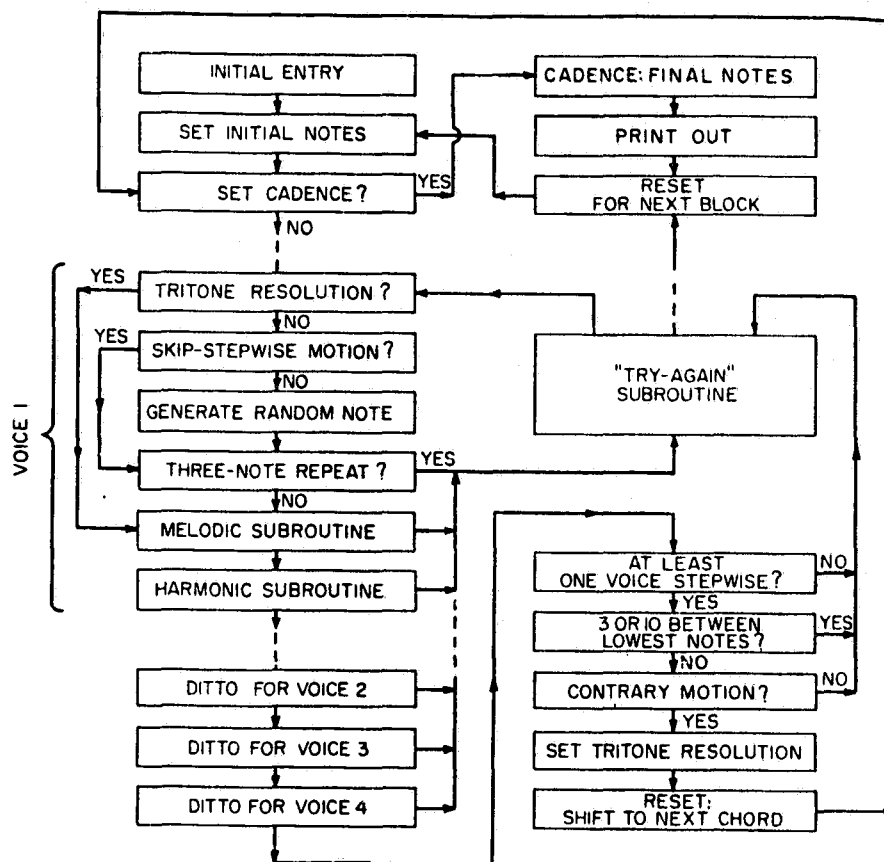 INITIAL ENTRY
SET INITIAL NOTES
SET CADENCE?
YES
NO
CADENCE: FINAL NOTES
PRINT OUT
RESET
FOR NEXT BLOCK
VOICE I
YES
TRITONE RESOLUTION?
NO
YES
SKIP-STEPWISE MOTION?
NO
GENERATE RANDOM NOTE
THREE-NOTE REPEAT?
YES
NO
MELODIC SUBROUTINE
HARMONIC SUBROUTINE
DITTO FOR VOICE 2
DITTO FOR VOICE 3
DITTO FOR VOICE 4
"TRY-AGAIN"
SUBROUTINE
AT LEAST
ONE VOICE STEPWISE?
NO
YES
3 OR 10 BETWEEN
LOWEST NOTES?
YES
NO
CONTRARY MOTION?
NO
YES
SET TRITONE RESOLUTION
RESET:
SHIFT TO NEXT CHORD